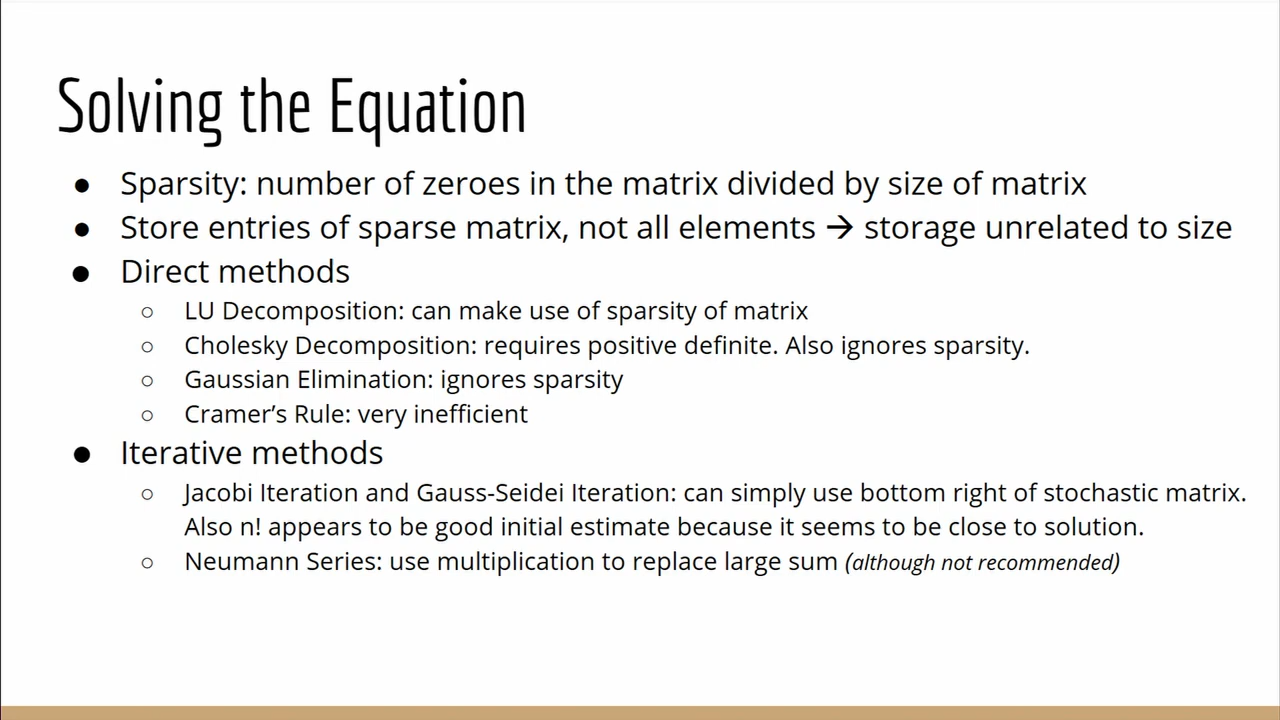 Solving the Equation
● Sparsity: number of zeroes in the matrix divided by size of matrix
● Store entries of sparse matrix, not all elements → storage unrelated to size
● Direct methods
○ LU Decomposition: can make use of sparsity of matrix
○ Cholesky Decomposition: requires positive definite. Also ignores sparsity.
○ Gaussian Elimination: ignores sparsity
○ Cramer’s Rule: very inefficient
● Iterative methods
○ Jacobi Iteration and Gauss-Seidei Iteration: can simply use bottom right of stochastic matrix.
Also n! appears to be good initial estimate because it seems to be close to solution.
○ Neumann Series: use multiplication to replace large sum (although not recommended)